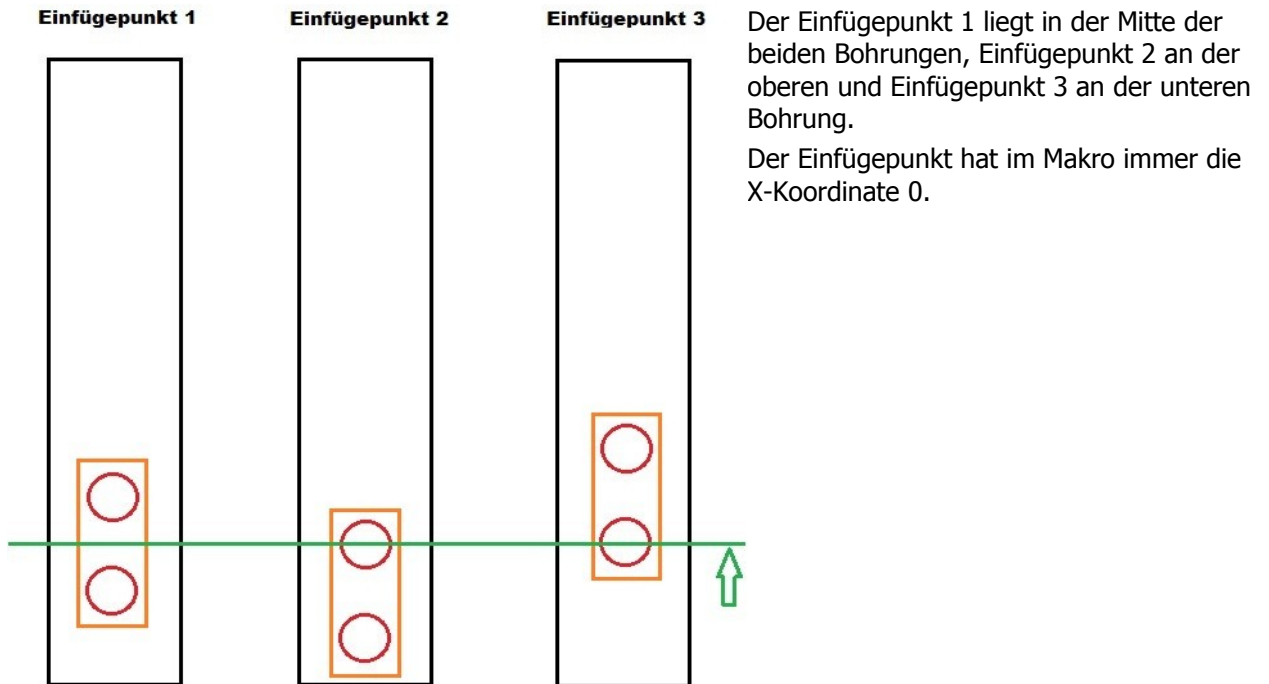 Einfügepunkt 1
Einfügepunkt 2
Einfügepunkt 3
Der Einfügepunkt 1 liegt in der Mitte der
beiden Bohrungen, Einfügepunkt 2 an der
oberen und Einfügepunkt 3 an der unteren
Bohrung.
Der Einfügepunkt hat im Makro immer die
X-Koordinate 0.